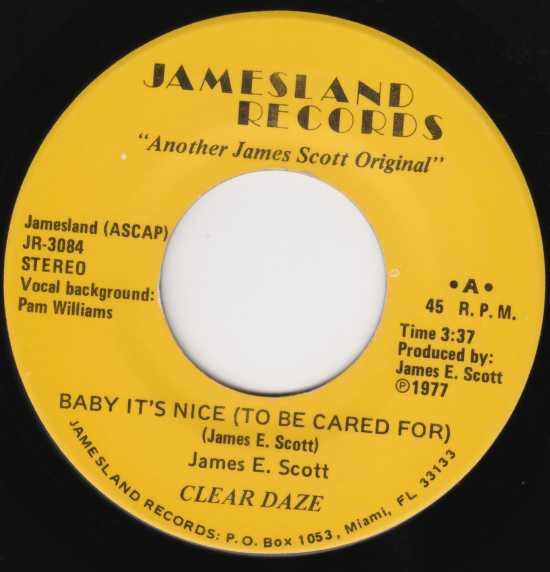 JAMESLAND
RECORDS
"Another James Scott Original"
Jamesland (ASCAP)
JR-3084
STEREO
Vocal background:
Pam Williams
•A•
45 R.P.M.
Time 3:37
Produced by:
James E. Scott
℗1977
BABY IT'S NICE (TO BE CARED FOR)
(James E. Scott)
James E. Scott
CLEAR DAZE
JAMESLAND RECORDS: P.O. Box 1053, Miami, FL 33133